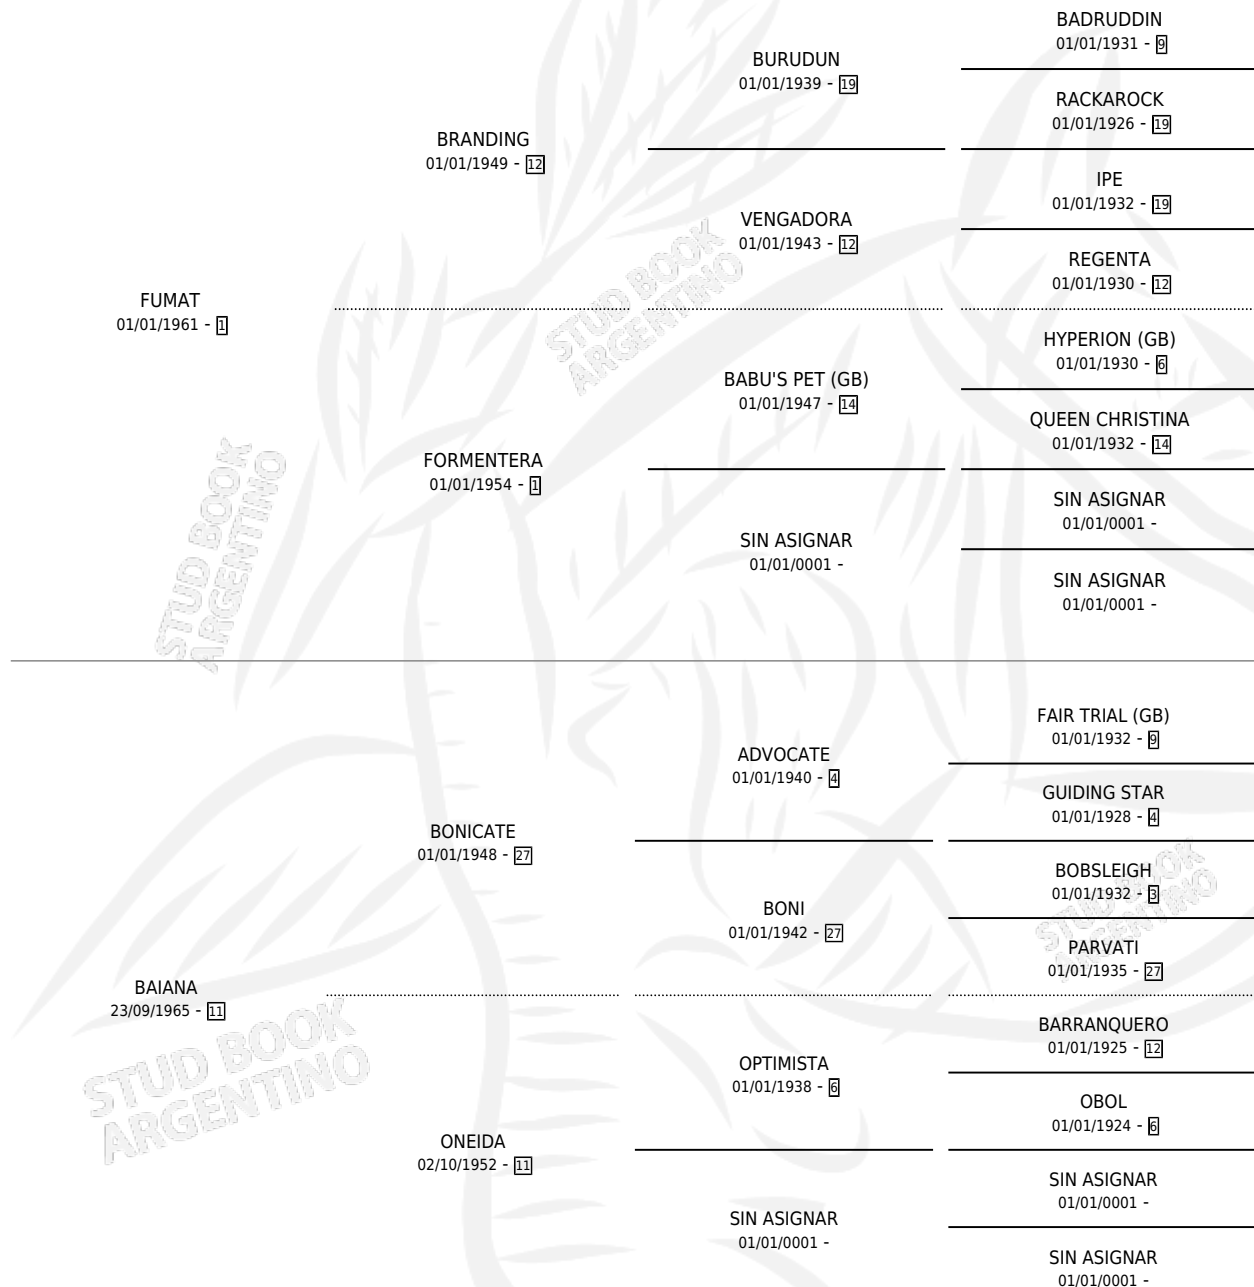 BADRUDDIN
01/01/1931 - 9
BURUDUN
01/01/1939 - 19
RACKAROCK
01/01/1926 - 19
BRANDING
01/01/1949 - 12
IPE
01/01/1932 - 19
VENGADORA
01/01/1943 - 12
REGENTA
01/01/1930 - 12
FUMAT
01/01/1961 - 1
HYPERION (GB)
01/01/1930 - 6
BABU'S PET (GB)
01/01/1947 - 14
QUEEN CHRISTINA
01/01/1932 - 14
FORMENTERA
01/01/1954 - 1
SIN ASIGNAR
01/01/0001 -
SIN ASIGNAR
01/01/0001 -
SIN ASIGNAR
01/01/0001 -
FAIR TRIAL (GB)
01/01/1932 - 9
ADVOCATE
01/01/1940 - 4
GUIDING STAR
01/01/1928 - 4
BONICATE
01/01/1948 - 27
BOBSLEIGH
01/01/1932 - 3
BONI
01/01/1942 - 27
PARVATI
01/01/1935 - 27
BAIANA
23/09/1965 - 11
BARRANQUERO
01/01/1925 - 12
OPTIMISTA
01/01/1938 - 6
OBOL
01/01/1924 - 6
ONEIDA
02/10/1952 - 11
SIN ASIGNAR
01/01/0001 -
SIN ASIGNAR
01/01/0001 -
SIN ASIGNAR
01/01/0001 -
STUD BOOK
ARGENTINO
STUD BOOK
ARGENTINO
STUD BOOK
ARGENTINO
STUD BOOK
ARGENTINO